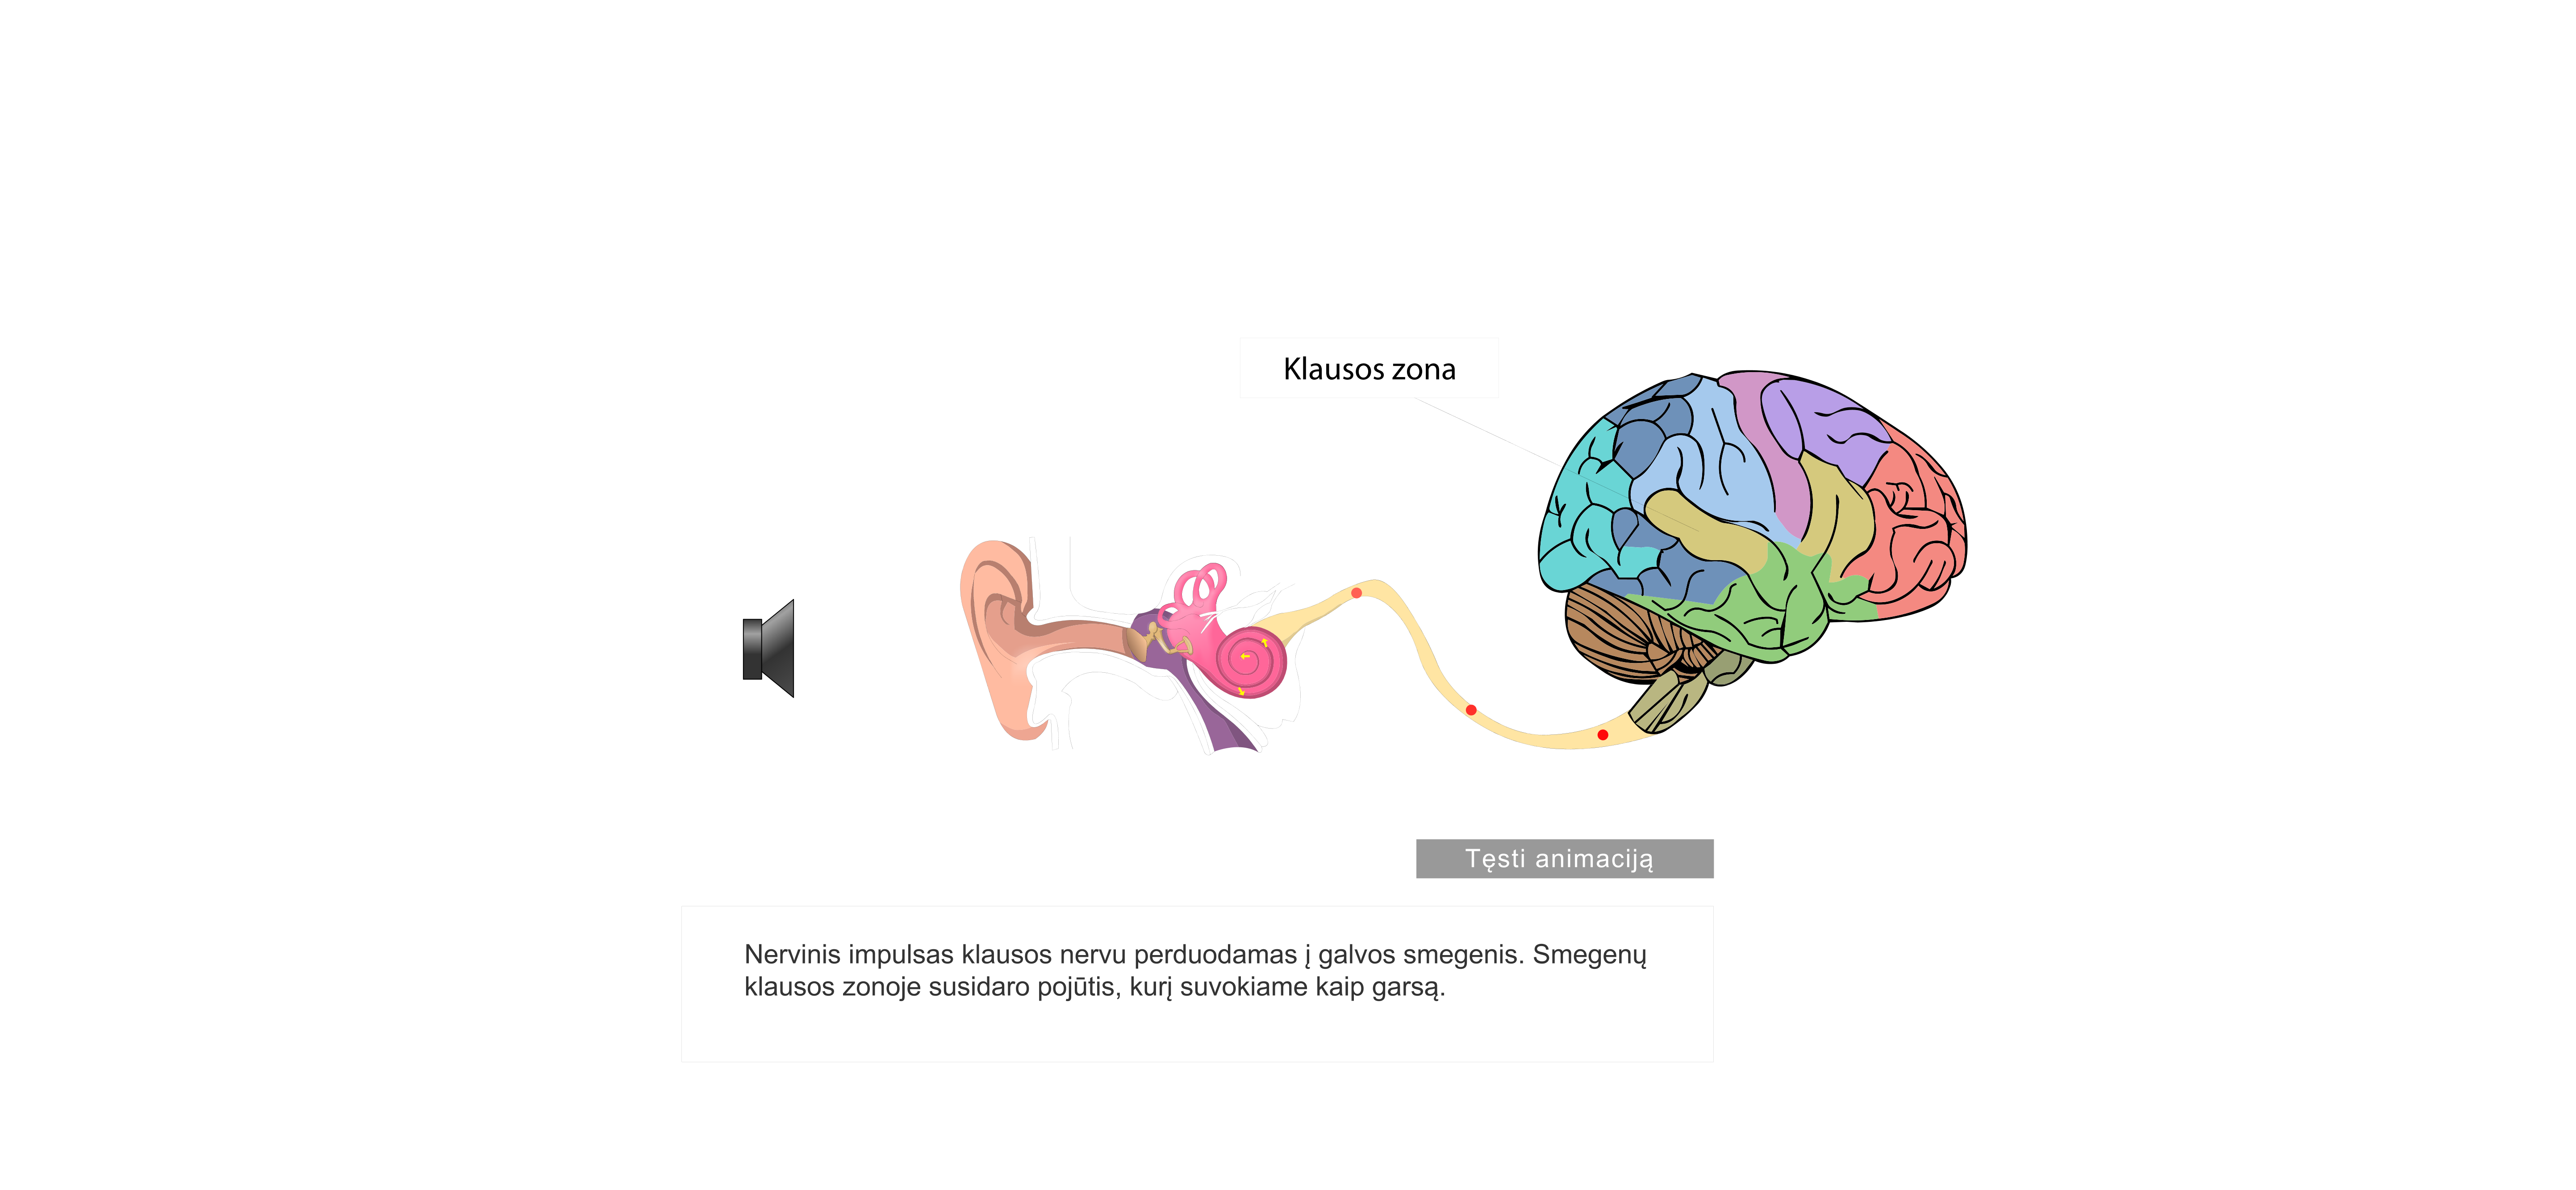 Klausos zona
Tęsti animaciją
Nervinis impulsas klausos nervu perduodamas į galvos smegenis. Smegenų
klausos zonoje susidaro pojūtis, kurį suvokiame kaip garsą.